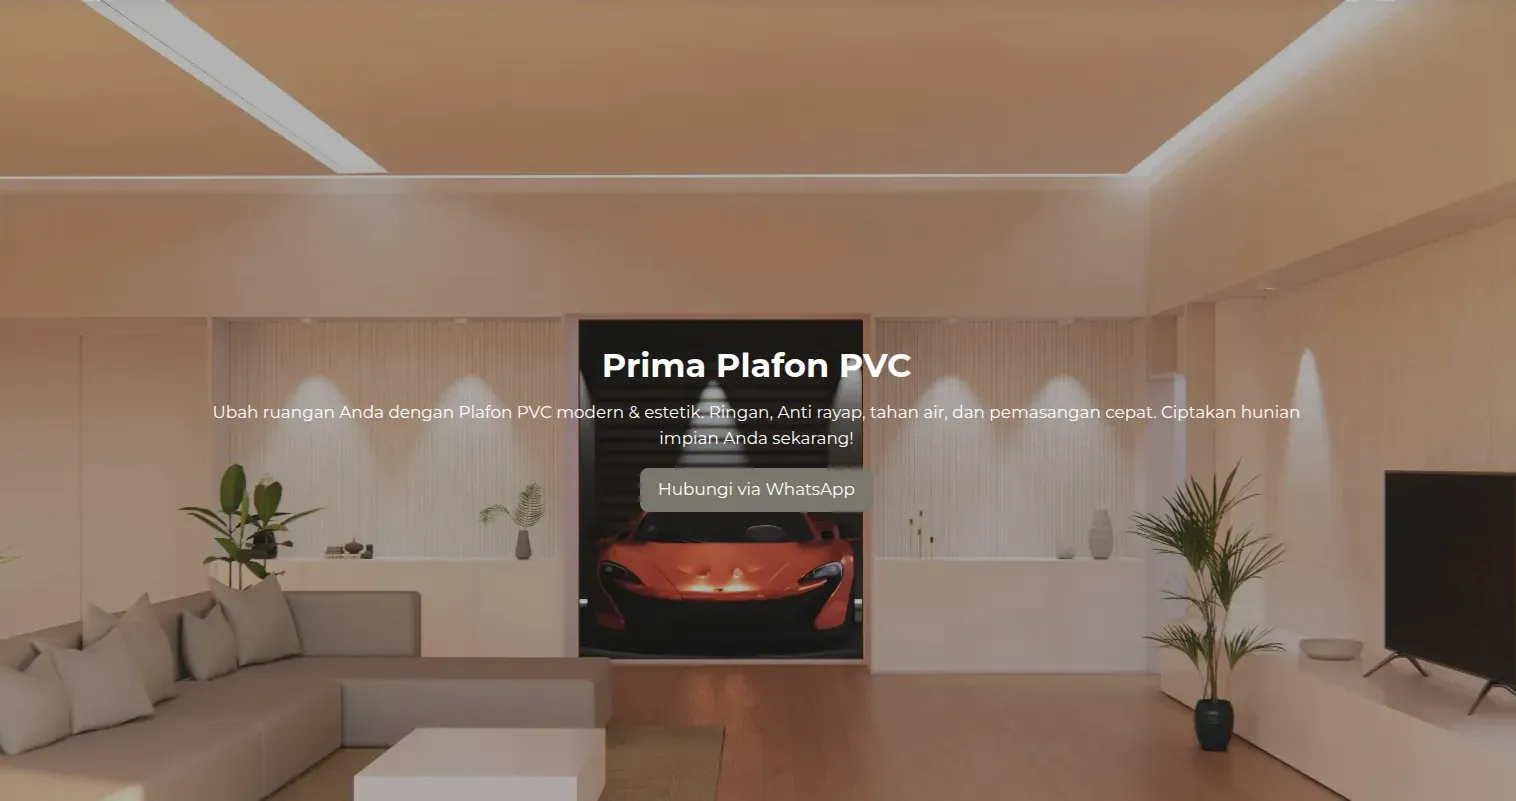 Prima Plafon PVC
Ubah ruangan Anda dengan Plafon PVC modern & estetik. Ringan, Anti rayap, tahan air, dan pemasangan cepat. Ciptakan hunian
impian Anda sekarang!
Hubungi via WhatsApp